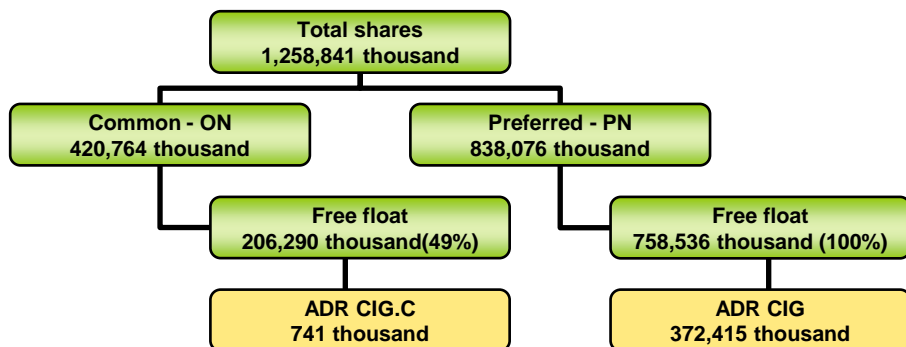 Total shares
1,258,841 thousand
Common - ON
420,764 thousand
Preferred - PN
838,076 thousand
Free float
206,290 thousand(49%)
Free float
758,536 thousand (100%)
ADR CIG.C
741 thousand
ADR CIG
372,415 thousand